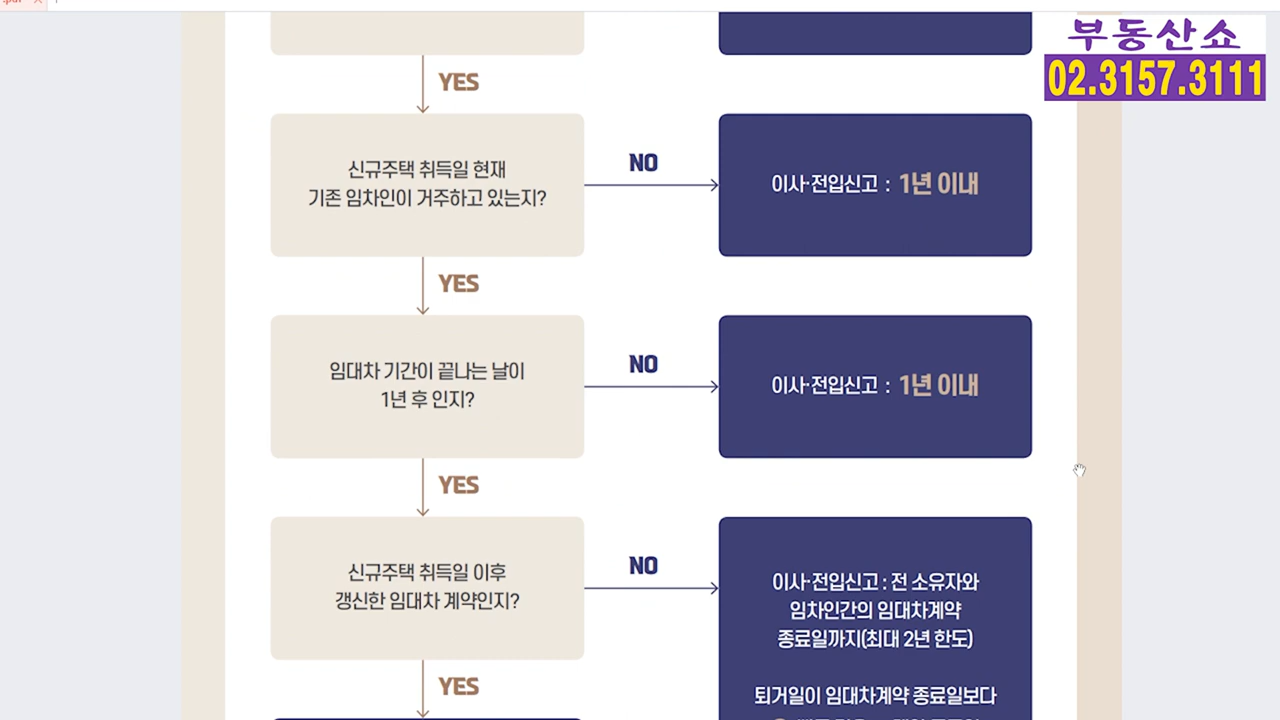 부동산쇼
02.3157.3111
YES
신규주택 취득일 현재
기존 임차인이 거주하고 있는지?
NO
이사·전입신고 : 1년 이내
YES
임대차 기간이 끝나는 날이
1년 후 인지?
NO
이사·전입신고 : 1년 이내
YES
신규주택 취득일 이후
갱신한 임대차 계약인지?
NO
이사·전입신고 : 전 소유자와
임차인간의 임대차계약
종료일까지(최대 2년 한도)
퇴거일이 임대차계약 종료일보다
YES